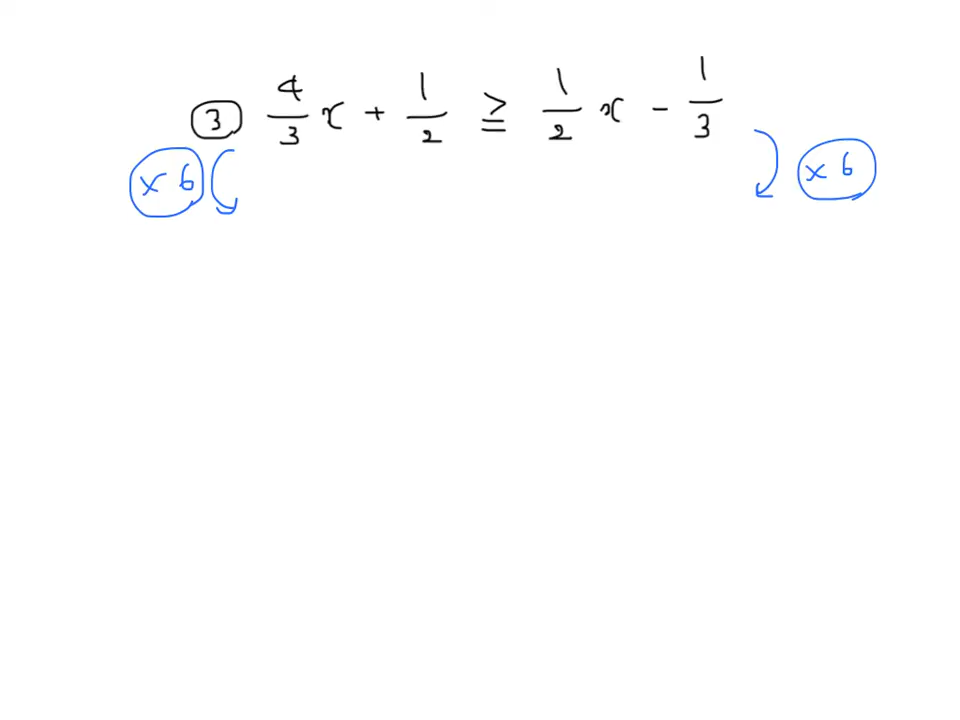 ③ 4/3 x + 1/2 ≧ 1/2 x - 1/3
×6 ×6